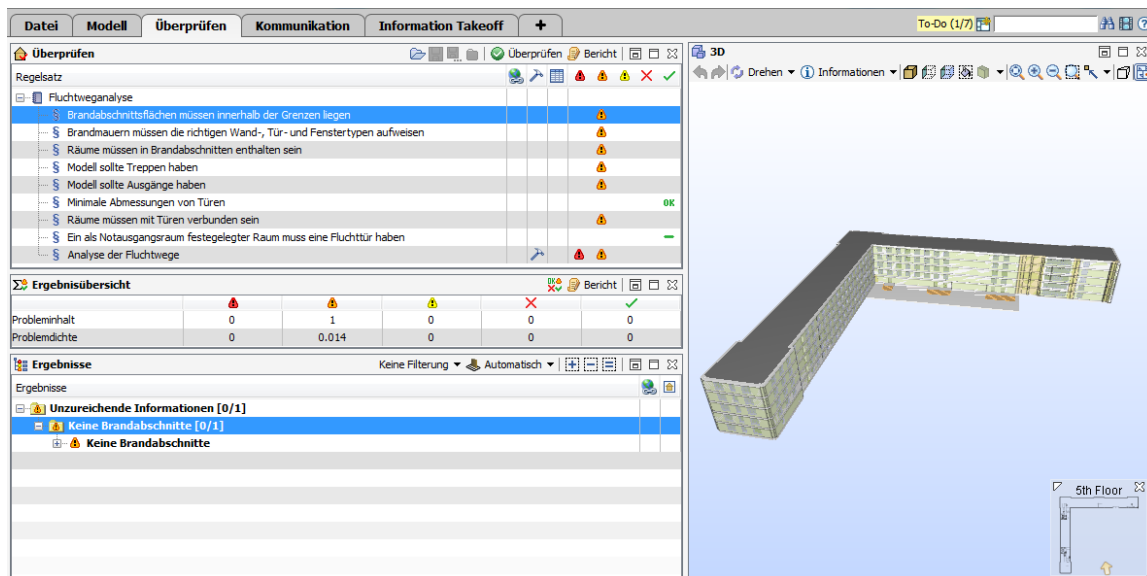 Datei Modell Überprüfen Kommunikation Information Takeoff + To-Do (1/7)
Überprüfen Überprüfen Bericht
Regelsatz
Fluchtweganalyse
§ Brandabschnittsflächen müssen innerhalb der Grenzen liegen
§ Brandmauern müssen die richtigen Wand-, Tür- und Fenstertypen aufweisen
§ Räume müssen in Brandabschnitten enthalten sein
§ Modell sollte Treppen haben
§ Modell sollte Ausgänge haben
§ Minimale Abmessungen von Türen OK
§ Räume müssen mit Türen verbunden sein
§ Ein als Notausgangsraum festegelegter Raum muss eine Fluchttür haben
§ Analyse der Fluchtwege
Ergebnisübersicht Bericht
Probleminhalt 0 1 0 0 0
Problemdichte 0 0.014 0 0 0
Ergebnisse Keine Filterung Automatisch
Ergebnisse
Unzureichende Informationen [0/1]
Keine Brandabschnitte [0/1]
Keine Brandabschnitte
3D
Drehen Informationen
5th Floor